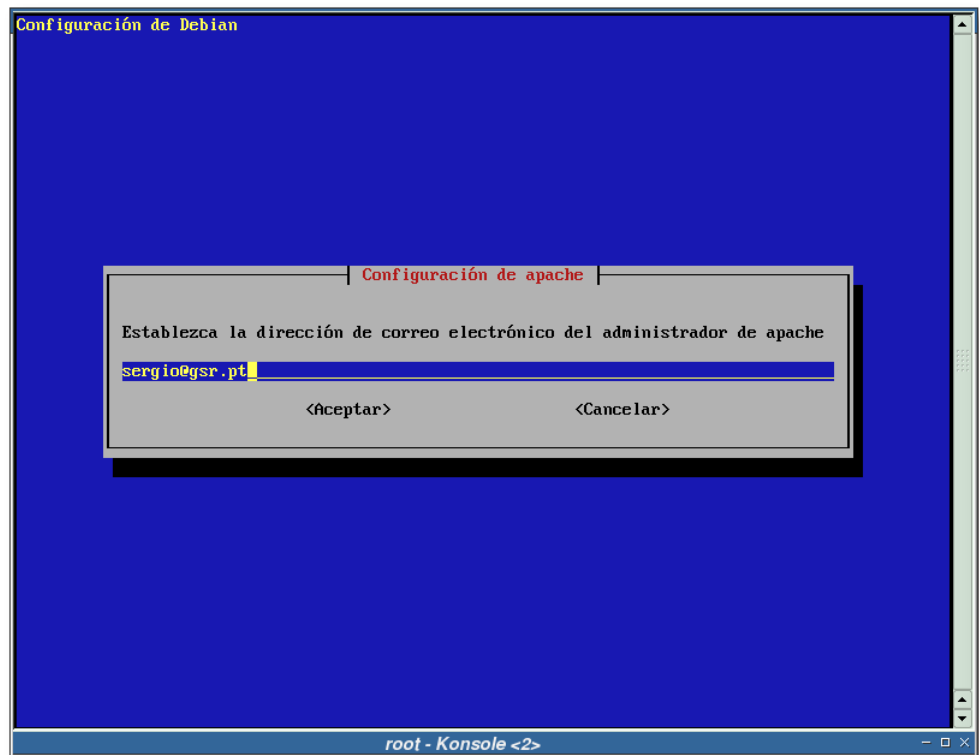 Configuración de Debian
Configuración de apache
Establezca la dirección de correo electrónico del administrador de apache
sergio@gsr.pt
<Aceptar> <Cancelar>
root - Konsole <2>